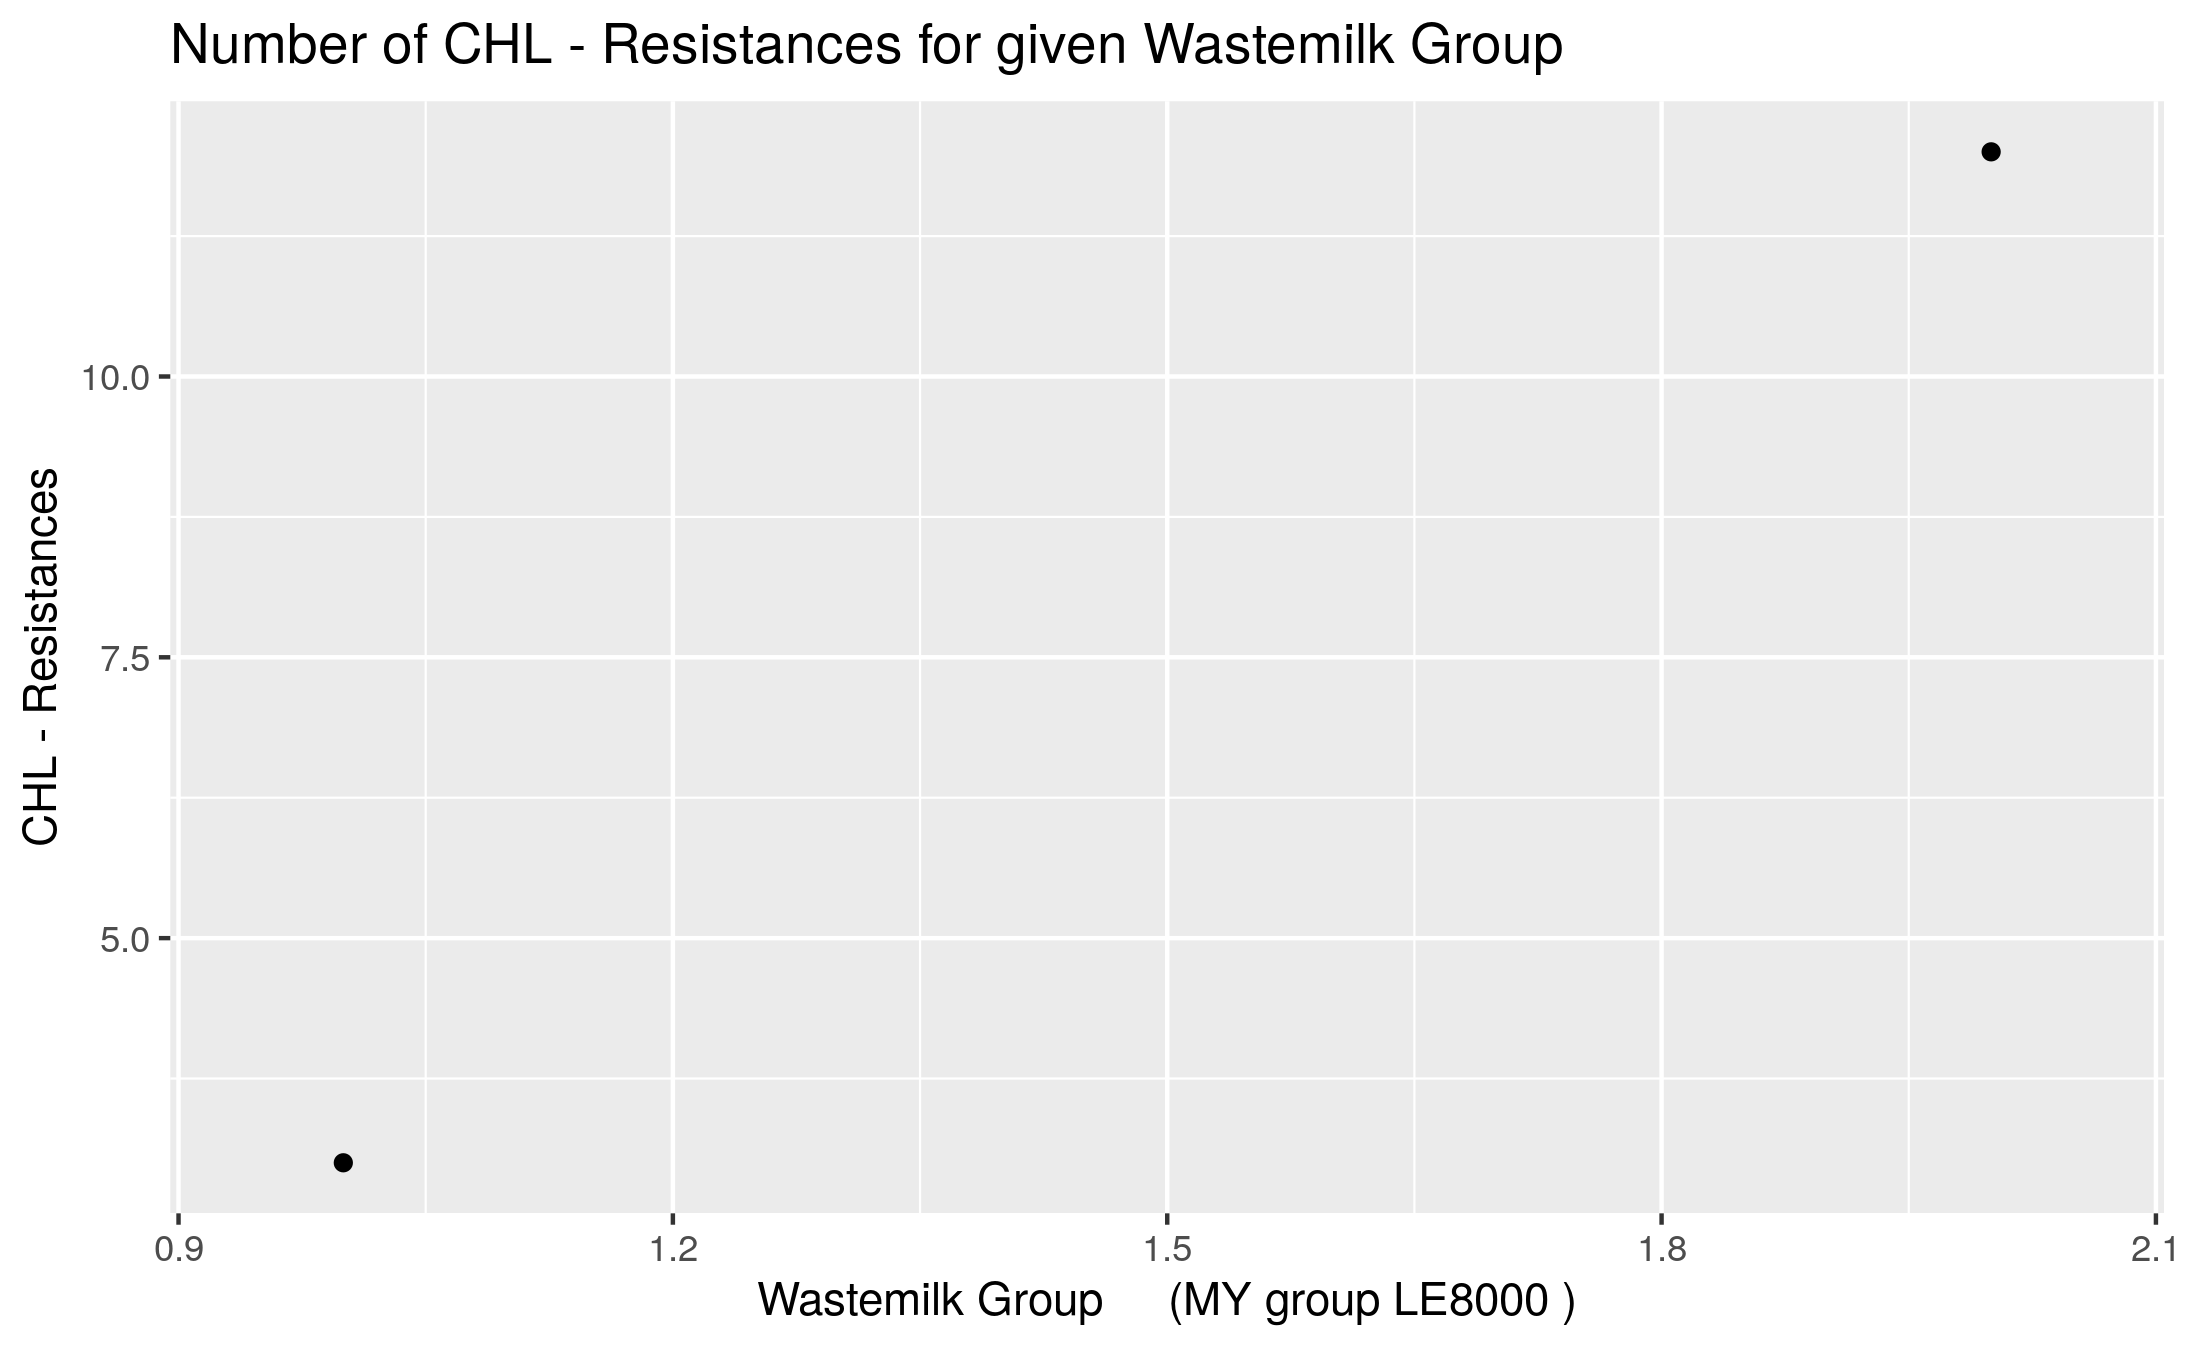 Number of CHL - Resistances for given Wastemilk Group
CHL - Resistances
10.0
7.5
5.0
0.9 1.2 1.5 1.8 2.1
Wastemilk Group (MY group LE8000 )